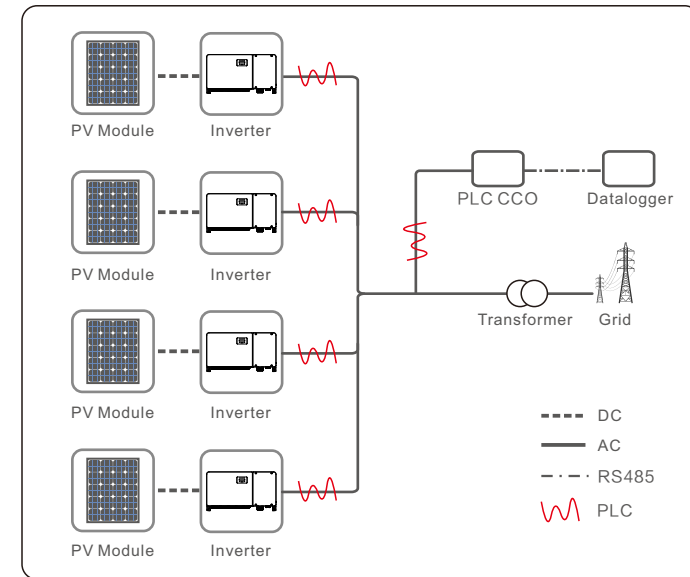 PV Module
Inverter
PLC CCO
Datalogger
PV Module
Inverter
Transformer
Grid
PV Module
Inverter
DC
AC
RS485
PLC
PV Module
Inverter